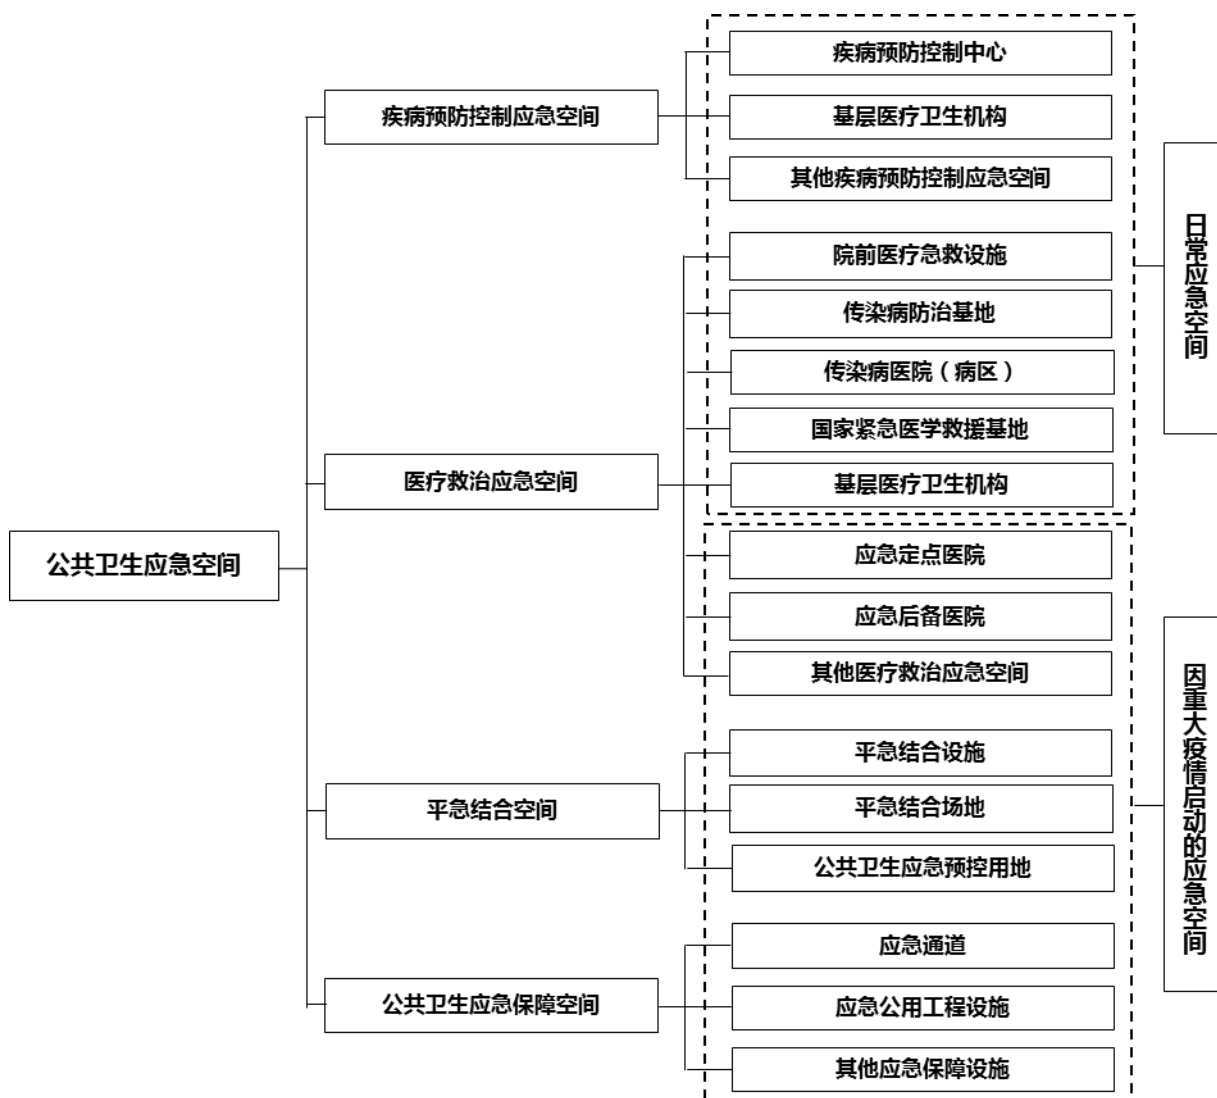 公共卫生应急空间
疾病预防控制应急空间
疾病预防控制中心
基层医疗卫生机构
其他疾病预防控制应急空间
医疗救治应急空间
院前医疗急救设施
传染病防治基地
传染病医院（病区）
国家紧急医学救援基地
基层医疗卫生机构
应急定点医院
应急后备医院
其他医疗救治应急空间
平急结合空间
平急结合设施
平急结合场地
公共卫生应急预控用地
公共卫生应急保障空间
应急通道
应急公用工程设施
其他应急保障设施
日常应急空间
因重大疫情启动的应急空间